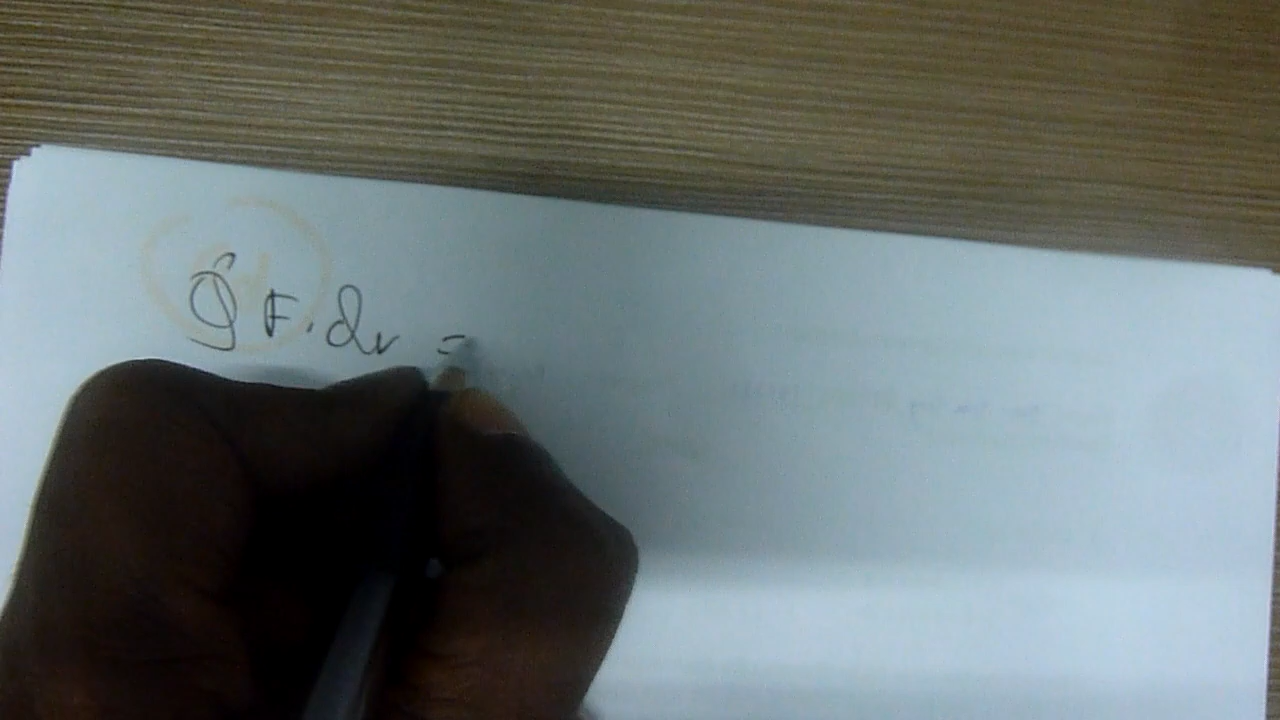 ∮ F. dr =